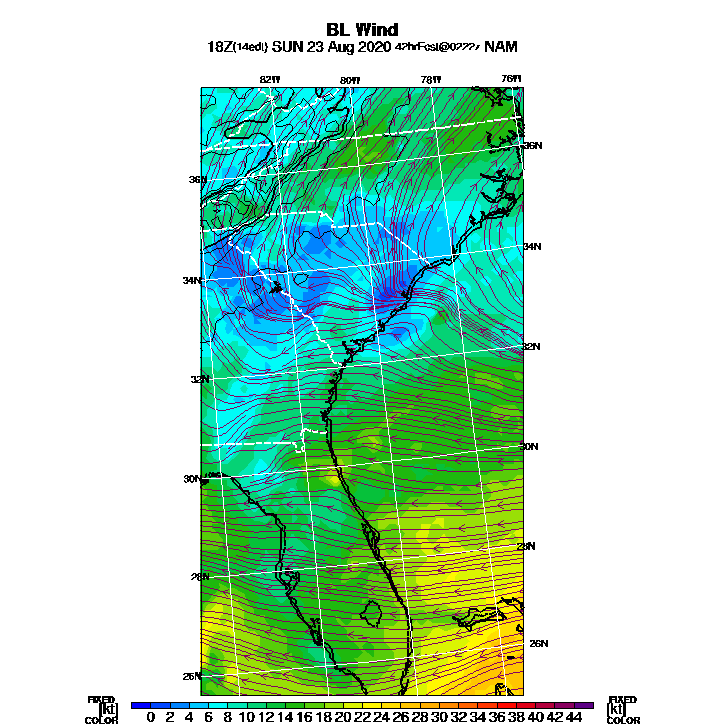 BL Wind
18Z(14edt) SUN 23 Aug 2020 42hrFcst@0222z NAM
82W 80W 78W 76W
36N
36N
34N
34N
32N
32N
30N
30N
28N
28N
26N
26N
FIXED
[kt]
COLOR
0 2 4 6 8 10 12 14 16 18 20 22 24 26 28 30 32 34 36 38 40 42 44
FIXED
[kt]
COLOR